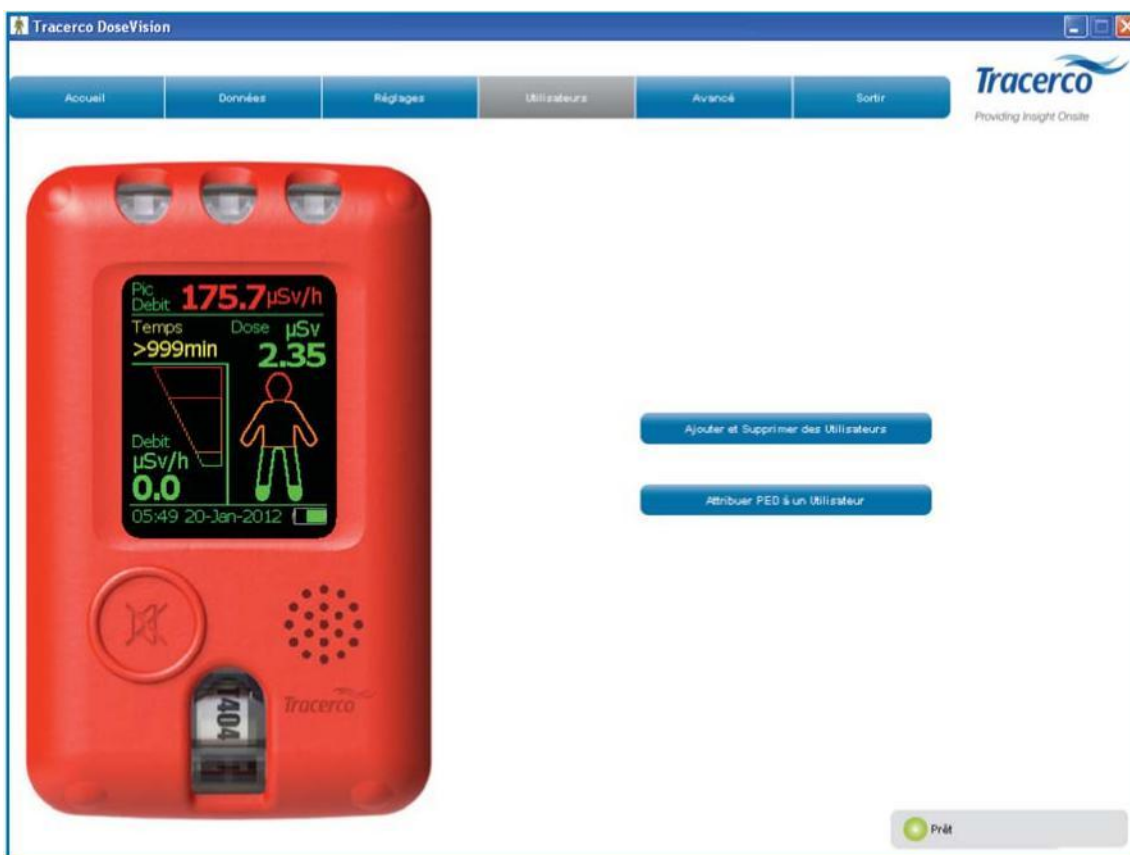 Tracerco DoseVision
Accueil
Données
Réglages
Utilisateurs
Avancé
Sortir
Tracerco
Providing Insight Onsite
Pic
Debit 175.7µSv/h
Temps Dose µSv
>999min 2.35
Debit
µSv/h
0.0
05:49 20-Jan-2012
Ajouter et Supprimer des Utilisateurs
Attribuer PED à un Utilisateur
T404
Tracerco
Prêt